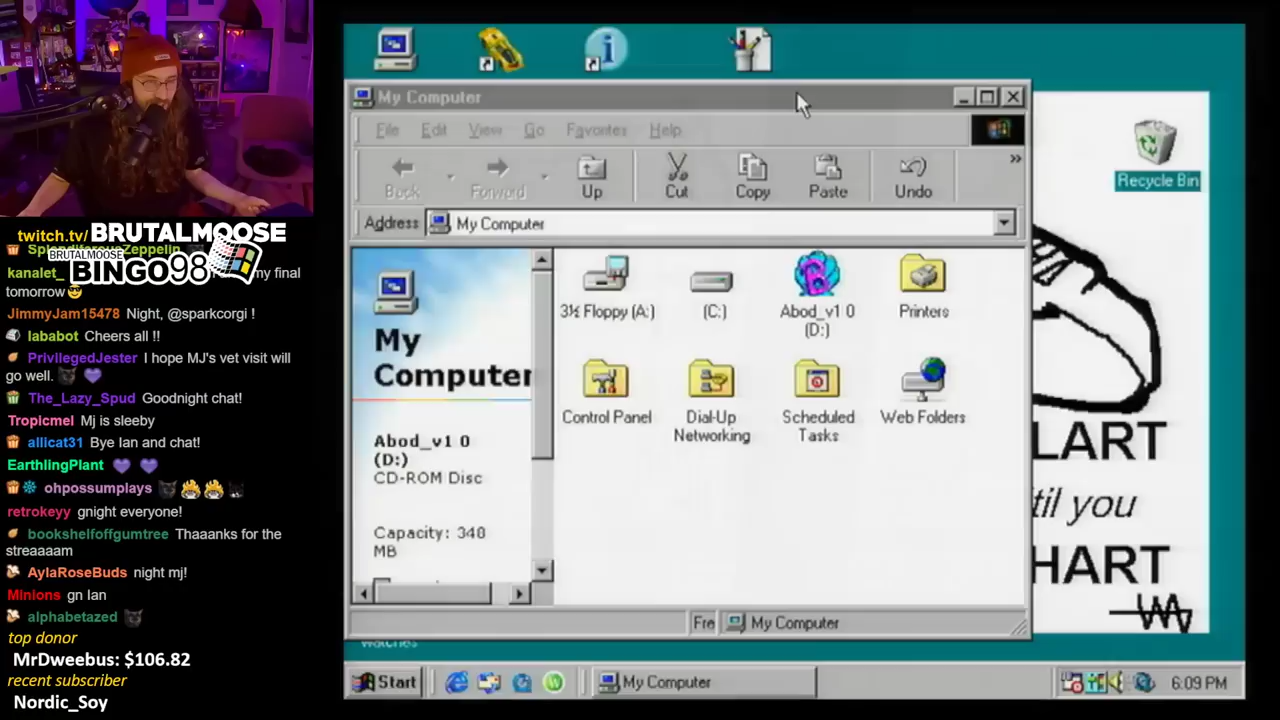 twitch.tv/BRUTALMOOSE
BRUTALMOOSE
BINGO98
SplendiferousZeppelin
kanalet_
my final
tomorrow
JimmyJam15478 Night, @sparkcorgi !
lababot Cheers all !!
PrivilegedJester I hope MJ's vet visit will
go well.
The_Lazy_Spud Goodnight chat!
Tropicmel Mj is sleeby
allicat31 Bye Ian and chat!
EarthlingPlant
ohpossumplays
retrokeyy gnight everyone!
bookshelfoffgumtree Thaaanks for the
streaaaam
AylaRoseBuds night mj!
MInions gn Ian
alphabetazed
top donor
MrDweebus: $106.82
recent subscriber
Nordic_Soy
My Computer
File Edit View Go Favorites Help
Back Forward Up Cut Copy Paste Undo
Address My Computer
My
Computer
Abod_v1 0
(D:)
CD-ROM Disc
Capacity: 348
MB
3½ Floppy (A:)
(C:)
Abod_v1 0
(D:)
Printers
Control Panel
Dial-Up
Networking
Scheduled
Tasks
Web Folders
Fre My Computer
Recycle Bin
LART
til you
HART
watches
Start My Computer 6:09 PM